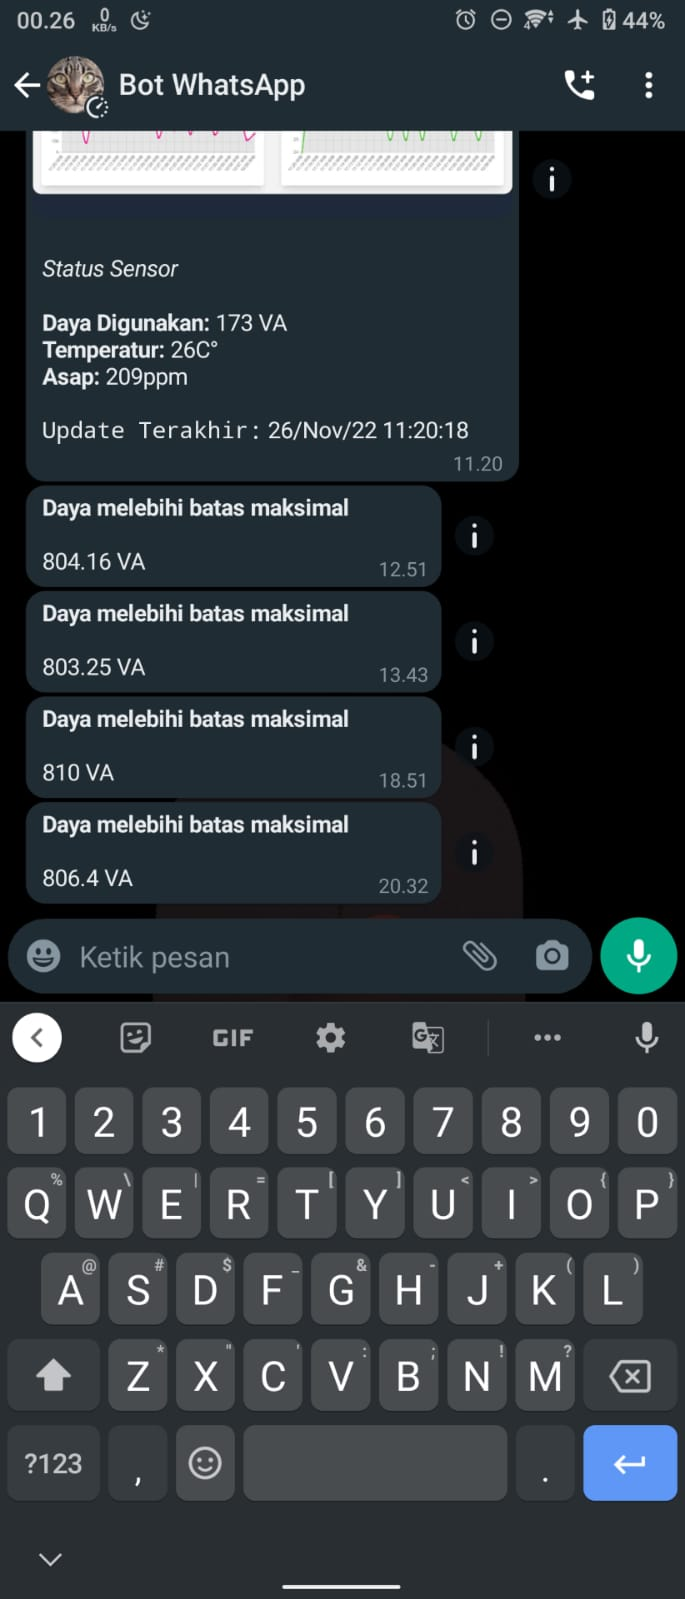 00.26 0 KB/s 4 44%
Bot WhatsApp
Status Sensor
Daya Digunakan: 173 VA
Temperatur: 26C°
Asap: 209ppm
Update Terakhir: 26/Nov/22 11:20:18
11.20
Daya melebihi batas maksimal
804.16 VA
12.51
Daya melebihi batas maksimal
803.25 VA
13.43
Daya melebihi batas maksimal
810 VA
18.51
Daya melebihi batas maksimal
806.4 VA
20.32
Ketik pesan
GIF
1 2 3 4 5 6 7 8 9 0
% \ | = [ ] < > { }
Q W E R T Y U I O P
@ # $ _ & - + ( )
A S D F G H J K L
* " ' : ; ! ?
Z X C V B N M
?123 , .